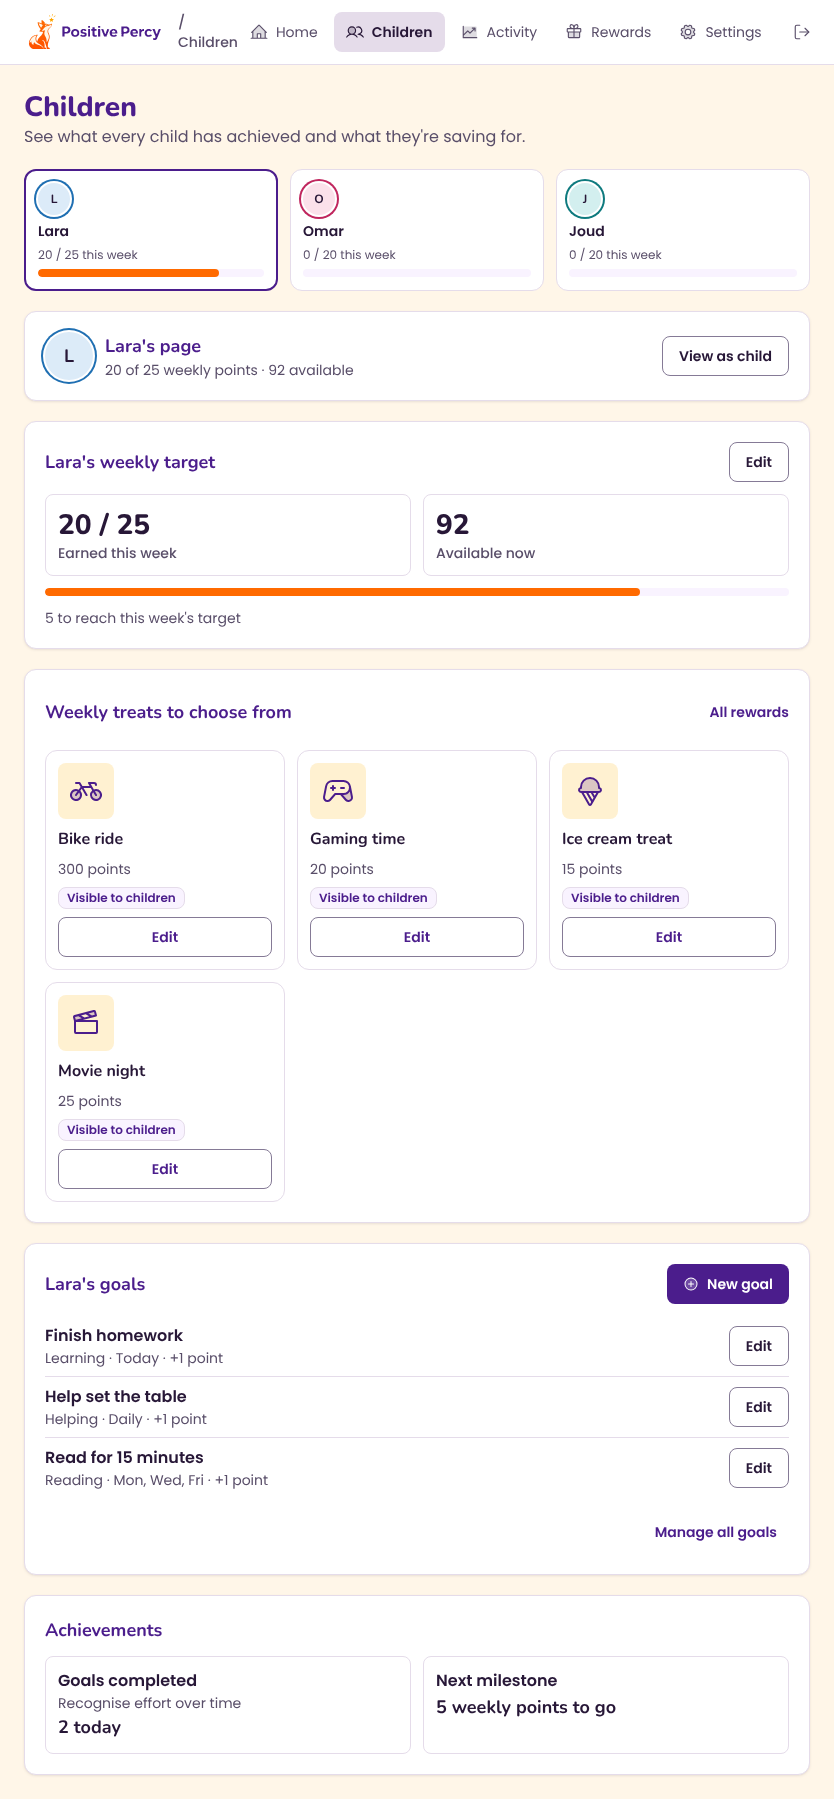 Positive Percy
/
Children
Home
Children
Activity
Rewards
Settings
Children
See what every child has achieved and what they're saving for.
L
Lara
20 / 25 this week
O
Omar
0 / 20 this week
J
Joud
0 / 20 this week
L
Lara's page
20 of 25 weekly points · 92 available
View as child
Lara's weekly target
Edit
20 / 25
Earned this week
92
Available now
5 to reach this week's target
Weekly treats to choose from
All rewards
Bike ride
300 points
Visible to children
Edit
Gaming time
20 points
Visible to children
Edit
Ice cream treat
15 points
Visible to children
Edit
Movie night
25 points
Visible to children
Edit
Lara's goals
New goal
Finish homework
Learning · Today · +1 point
Edit
Help set the table
Helping · Daily · +1 point
Edit
Read for 15 minutes
Reading · Mon, Wed, Fri · +1 point
Edit
Manage all goals
Achievements
Goals completed
Recognise effort over time
2 today
Next milestone
5 weekly points to go